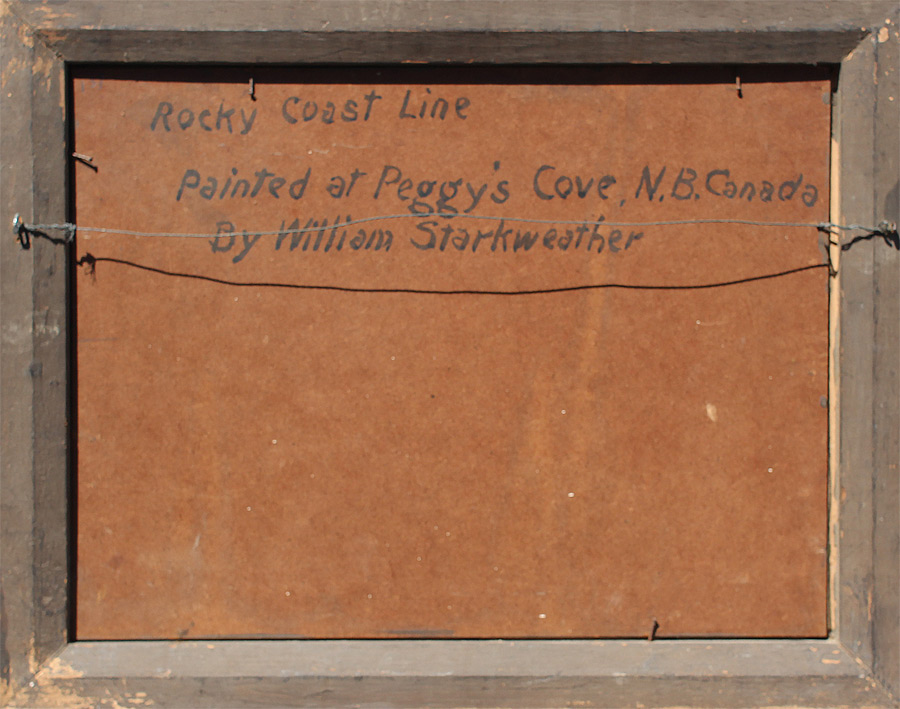 Rocky Coast Line
Painted at Peggy's Cove, N.B. Canada
By William Starkweather